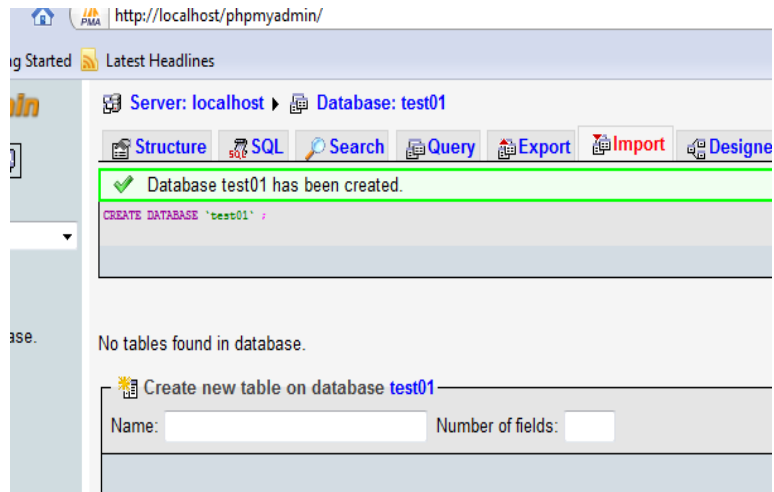 PMA http://localhost/phpmyadmin/
Started Latest Headlines
Server: localhost Database: test01
Structure SQL Search Query Export Import
Database test01 has been created.
CREATE DATABASE `test01` ;
No tables found in database.
Create new table on database test01
Name: Number of fields: